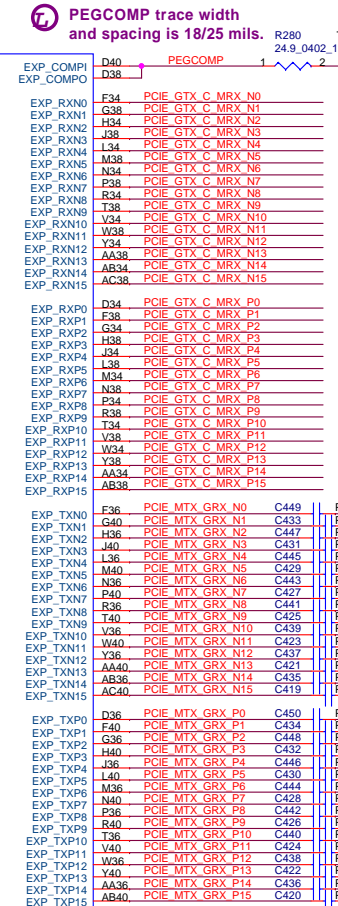 PEGCOMP trace width
and spacing is 18/25 mils.
R280
24.9_0402_1
EXP_COMPI D40 PEGCOMP 1 2
EXP_COMPO D38
EXP_RXN0 F34 PCIE_GTX_C_MRX_N0
EXP_RXN1 G38 PCIE_GTX_C_MRX_N1
EXP_RXN2 H34 PCIE_GTX_C_MRX_N2
EXP_RXN3 J38 PCIE_GTX_C_MRX_N3
EXP_RXN4 L34 PCIE_GTX_C_MRX_N4
EXP_RXN5 M38 PCIE_GTX_C_MRX_N5
EXP_RXN6 N34 PCIE_GTX_C_MRX_N6
EXP_RXN7 P38 PCIE_GTX_C_MRX_N7
EXP_RXN8 R34 PCIE_GTX_C_MRX_N8
EXP_RXN9 T38 PCIE_GTX_C_MRX_N9
EXP_RXN10 V34 PCIE_GTX_C_MRX_N10
EXP_RXN11 W38 PCIE_GTX_C_MRX_N11
EXP_RXN12 Y34 PCIE_GTX_C_MRX_N12
EXP_RXN13 AA38 PCIE_GTX_C_MRX_N13
EXP_RXN14 AB34 PCIE_GTX_C_MRX_N14
EXP_RXN15 AC38 PCIE_GTX_C_MRX_N15
EXP_RXP0 D34 PCIE_GTX_C_MRX_P0
EXP_RXP1 F38 PCIE_GTX_C_MRX_P1
EXP_RXP2 G34 PCIE_GTX_C_MRX_P2
EXP_RXP3 H38 PCIE_GTX_C_MRX_P3
EXP_RXP4 J34 PCIE_GTX_C_MRX_P4
EXP_RXP5 L38 PCIE_GTX_C_MRX_P5
EXP_RXP6 M34 PCIE_GTX_C_MRX_P6
EXP_RXP7 N38 PCIE_GTX_C_MRX_P7
EXP_RXP8 P34 PCIE_GTX_C_MRX_P8
EXP_RXP9 R38 PCIE_GTX_C_MRX_P9
EXP_RXP10 T34 PCIE_GTX_C_MRX_P10
EXP_RXP11 V38 PCIE_GTX_C_MRX_P11
EXP_RXP12 W34 PCIE_GTX_C_MRX_P12
EXP_RXP13 Y38 PCIE_GTX_C_MRX_P13
EXP_RXP14 AA34 PCIE_GTX_C_MRX_P14
EXP_RXP15 AB38 PCIE_GTX_C_MRX_P15
EXP_TXN0 F36 PCIE_MTX_GRX_N0 C449
EXP_TXN1 G40 PCIE_MTX_GRX_N1 C433
EXP_TXN2 H36 PCIE_MTX_GRX_N2 C447
EXP_TXN3 J40 PCIE_MTX_GRX_N3 C431
EXP_TXN4 L36 PCIE_MTX_GRX_N4 C445
EXP_TXN5 M40 PCIE_MTX_GRX_N5 C429
EXP_TXN6 N36 PCIE_MTX_GRX_N6 C443
EXP_TXN7 P40 PCIE_MTX_GRX_N7 C427
EXP_TXN8 R36 PCIE_MTX_GRX_N8 C441
EXP_TXN9 T40 PCIE_MTX_GRX_N9 C425
EXP_TXN10 V36 PCIE_MTX_GRX_N10 C439
EXP_TXN11 W40 PCIE_MTX_GRX_N11 C423
EXP_TXN12 Y36 PCIE_MTX_GRX_N12 C437
EXP_TXN13 AA40 PCIE_MTX_GRX_N13 C421
EXP_TXN14 AB36 PCIE_MTX_GRX_N14 C435
EXP_TXN15 AC40 PCIE_MTX_GRX_N15 C419
EXP_TXP0 D36 PCIE_MTX_GRX_P0 C450
EXP_TXP1 F40 PCIE_MTX_GRX_P1 C434
EXP_TXP2 G36 PCIE_MTX_GRX_P2 C448
EXP_TXP3 H40 PCIE_MTX_GRX_P3 C432
EXP_TXP4 J36 PCIE_MTX_GRX_P4 C446
EXP_TXP5 L40 PCIE_MTX_GRX_P5 C430
EXP_TXP6 M36 PCIE_MTX_GRX_P6 C444
EXP_TXP7 N40 PCIE_MTX_GRX_P7 C428
EXP_TXP8 P36 PCIE_MTX_GRX_P8 C442
EXP_TXP9 R40 PCIE_MTX_GRX_P9 C426
EXP_TXP10 T36 PCIE_MTX_GRX_P10 C440
EXP_TXP11 V40 PCIE_MTX_GRX_P11 C424
EXP_TXP12 W36 PCIE_MTX_GRX_P12 C438
EXP_TXP13 Y40 PCIE_MTX_GRX_P13 C422
EXP_TXP14 AA36 PCIE_MTX_GRX_P14 C436
EXP_TXP15 AB40 PCIE_MTX_GRX_P15 C420